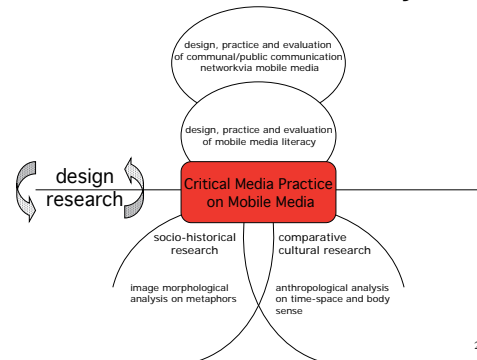 design, practice and evaluation
of communal/public communication
networkvia mobile media
design, practice and evaluation
of mobile media literacy
design
research
Critical Media Practice
on Mobile Media
socio-historical
research
comparative
cultural research
image morphological
analysis on metaphors
anthropological analysis
on time-space and body
sense